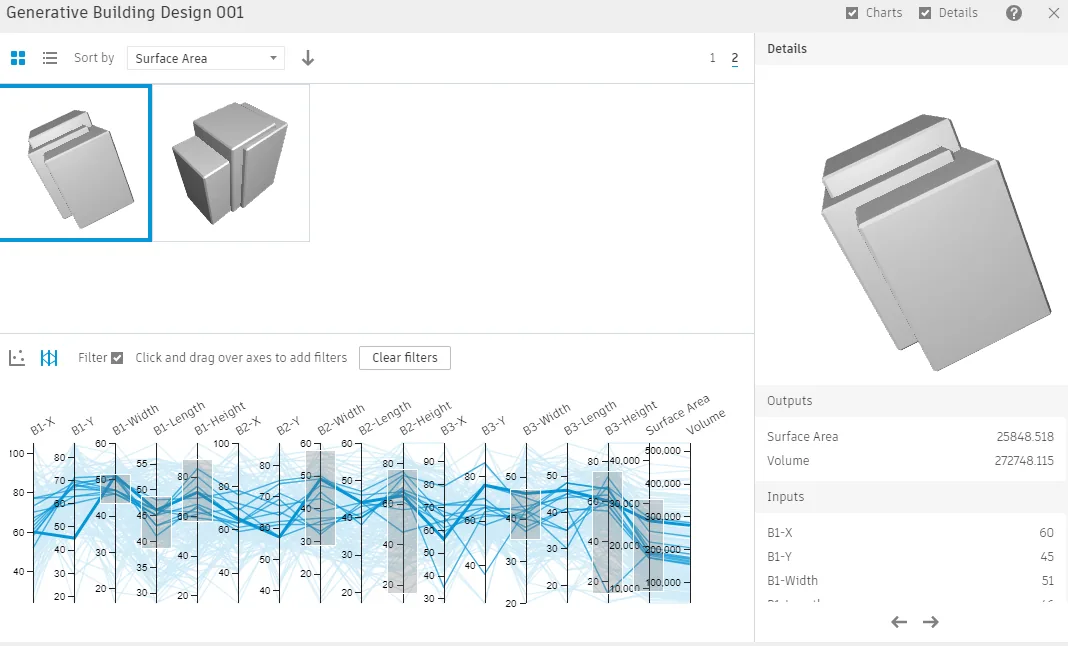 Generative Building Design 001
Charts Details
Sort by Surface Area 1 2
Details
Filter Click and drag over axes to add filters Clear filters
B1-X B1-Y B1-Width B1-Length B1-Height B2-X B2-Y B2-Width B2-Length B2-Height B3-X B3-Y B3-Width B3-Length B3-Height Surface Area Volume
100 80 60 40
80 70 60 50 40 30 20
60 50 40 30 20
55 50 45 40 35 30
80 60 40 20
100 80 60 40
80 70 60 50 40
60 50 40 30 20
60 50 40 30 20
80 60 40 20
90 80 70 60 50 40 30
80 60 40
50 40 30 20
50 40 30 20
80 60 40 20
40,000 30,000 20,000 10,000
500,000 400,000 300,000 200,000 100,000
Outputs
Surface Area 25848.518
Volume 272748.115
Inputs
B1-X 60
B1-Y 45
B1-Width 51